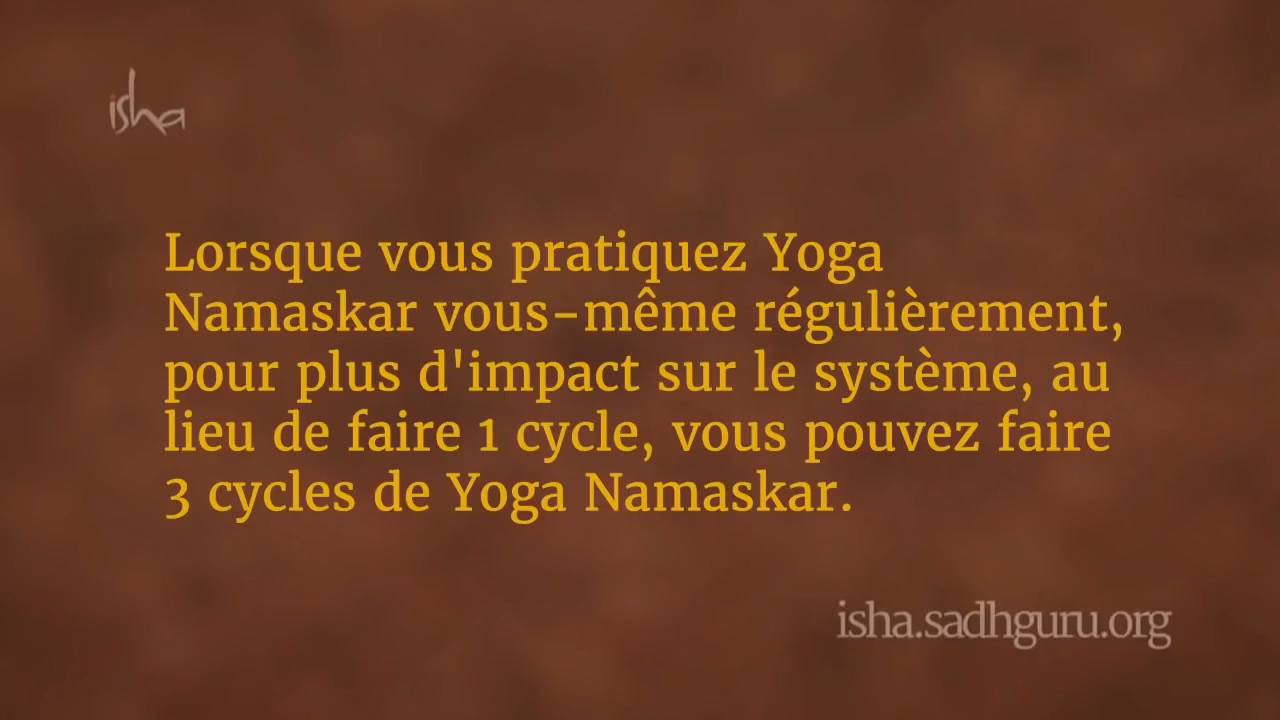 isha
Lorsque vous pratiquez Yoga
Namaskar vous-même régulièrement,
pour plus d'impact sur le système, au
lieu de faire 1 cycle, vous pouvez faire
3 cycles de Yoga Namaskar.
isha.sadhguru.org